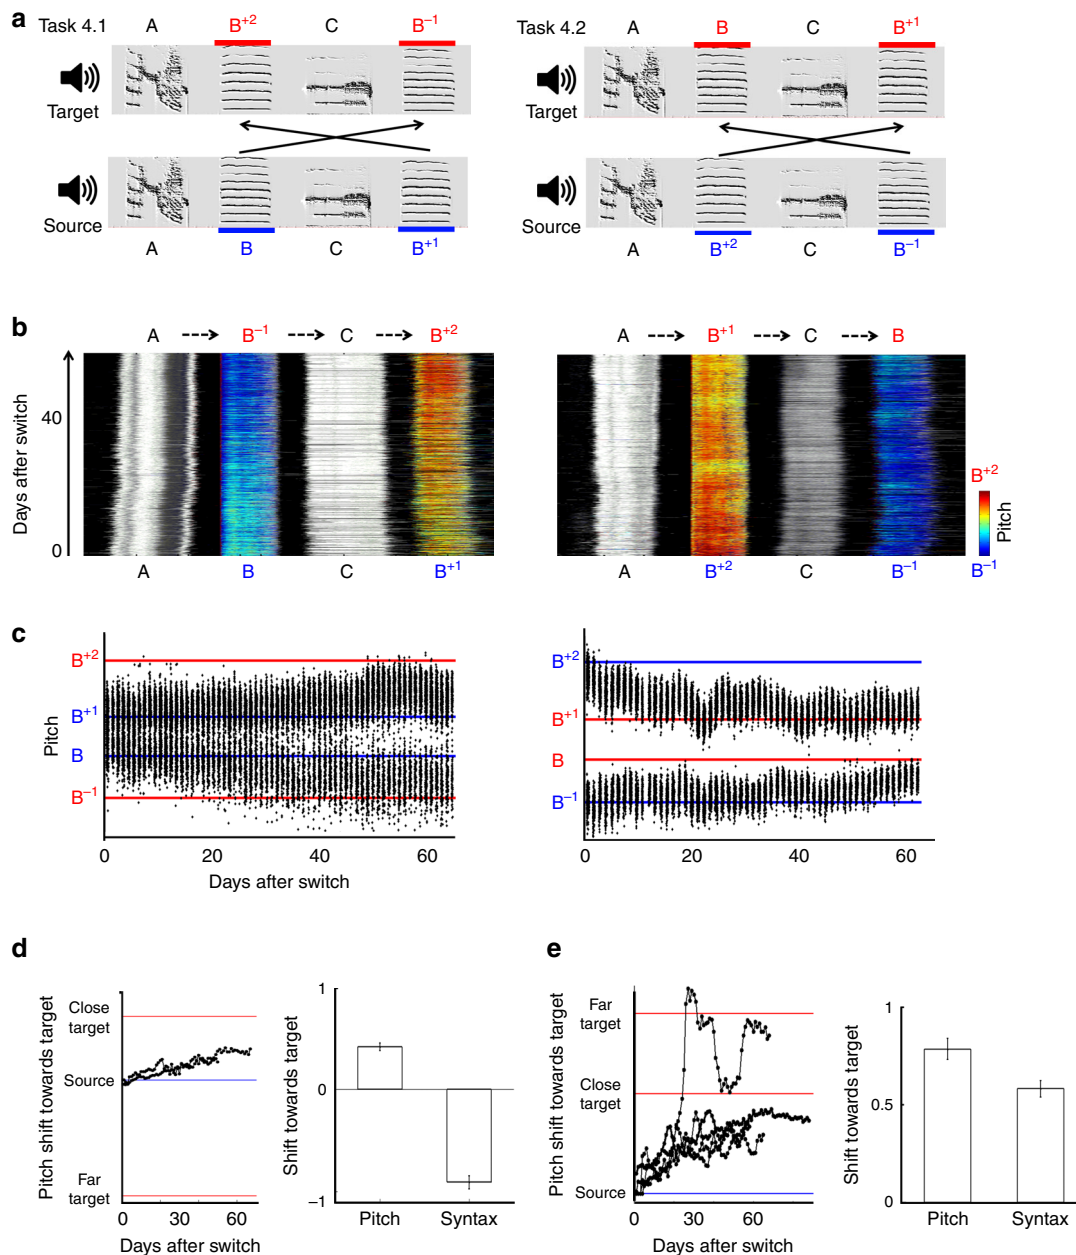 a
Task 4.1 A B+2 C B−1
Target
Source
A B C B+1
Task 4.2 A B C B+1
Target
Source
A B+2 C B−1
b
A B−1 C B+2
Days after switch
40
0
A B C B+1
A B+1 C B
A B+2 C B−1
B+2
Pitch
B−1
c
Pitch
B+2
B+1
B
B−1
0 20 40 60
Days after switch
B+2
B+1
B
B−1
0 20 40 60
d
Pitch shift towards target
Close
target
Source
Far
target
0 30 60
Days after switch
Shift towards target
1
0
−1
Pitch Syntax
e
Pitch shift towards target
Far
target
Close
target
Source
0 30 60
Days after switch
Shift towards target
1
0.5
0
Pitch Syntax